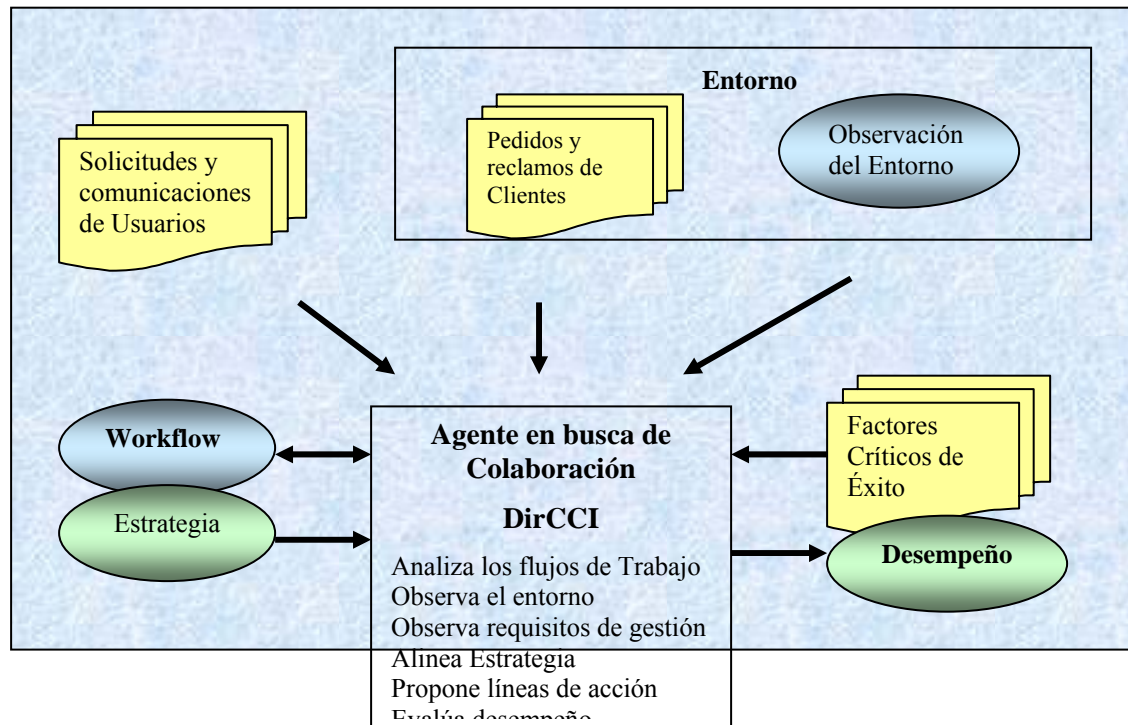 Entorno
Solicitudes y
comunicaciones
de Usuarios
Pedidos y
reclamos de
Clientes
Observación
del Entorno
Workflow
Estrategia
Agente en busca de
Colaboración
DirCCI
Analiza los flujos de Trabajo
Observa el entorno
Observa requisitos de gestión
Alinea Estrategia
Propone líneas de acción
Evalúa desempeño
Factores
Críticos de
Éxito
Desempeño